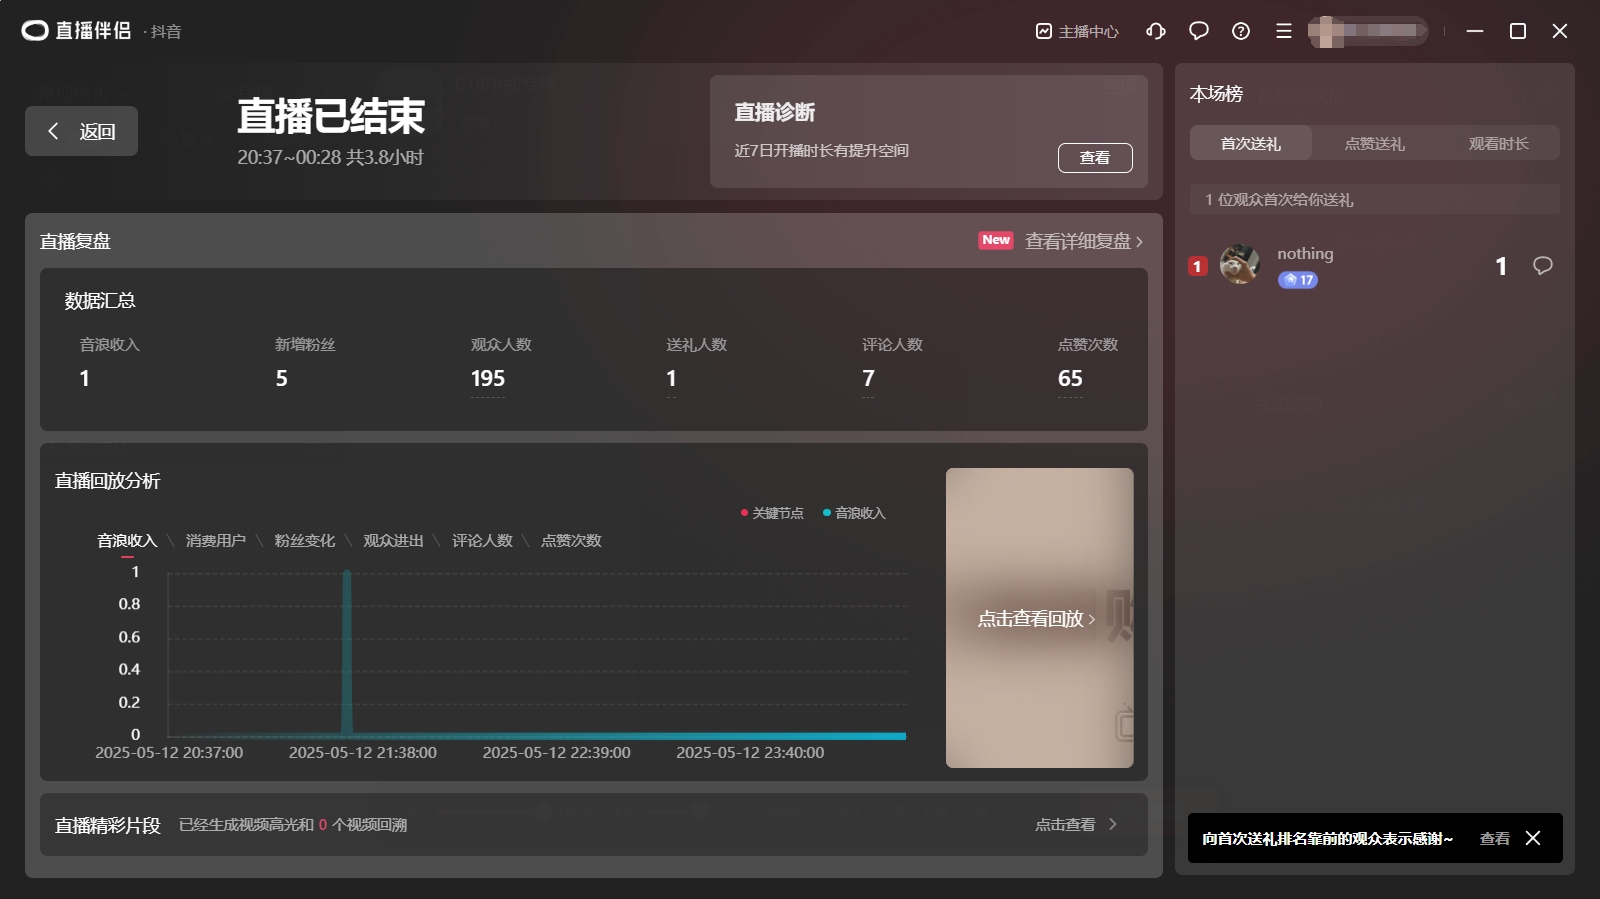 直播伴侣 · 抖音
主播中心
返回
直播已结束
20:37~00:28 共3.8小时
直播诊断
近7日开播时长有提升空间
查看
直播复盘
New 查看详细复盘
数据汇总
音浪收入 新增粉丝 观众人数 送礼人数 评论人数 点赞次数
1 5 195 1 7 65
直播回放分析
关键节点 音浪收入
音浪收入 \ 消费用户 \ 粉丝变化 \ 观众进出 \ 评论人数 \ 点赞次数
1
0.8
0.6
0.4
0.2
0
2025-05-12 20:37:00 2025-05-12 21:38:00 2025-05-12 22:39:00 2025-05-12 23:40:00
点击查看回放
直播精彩片段 已经生成视频高光和 0 个视频回溯
点击查看
本场榜
首次送礼 点赞送礼 观看时长
1 位观众首次给你送礼
1 nothing 1
17
向首次送礼排名靠前的观众表示感谢~ 查看